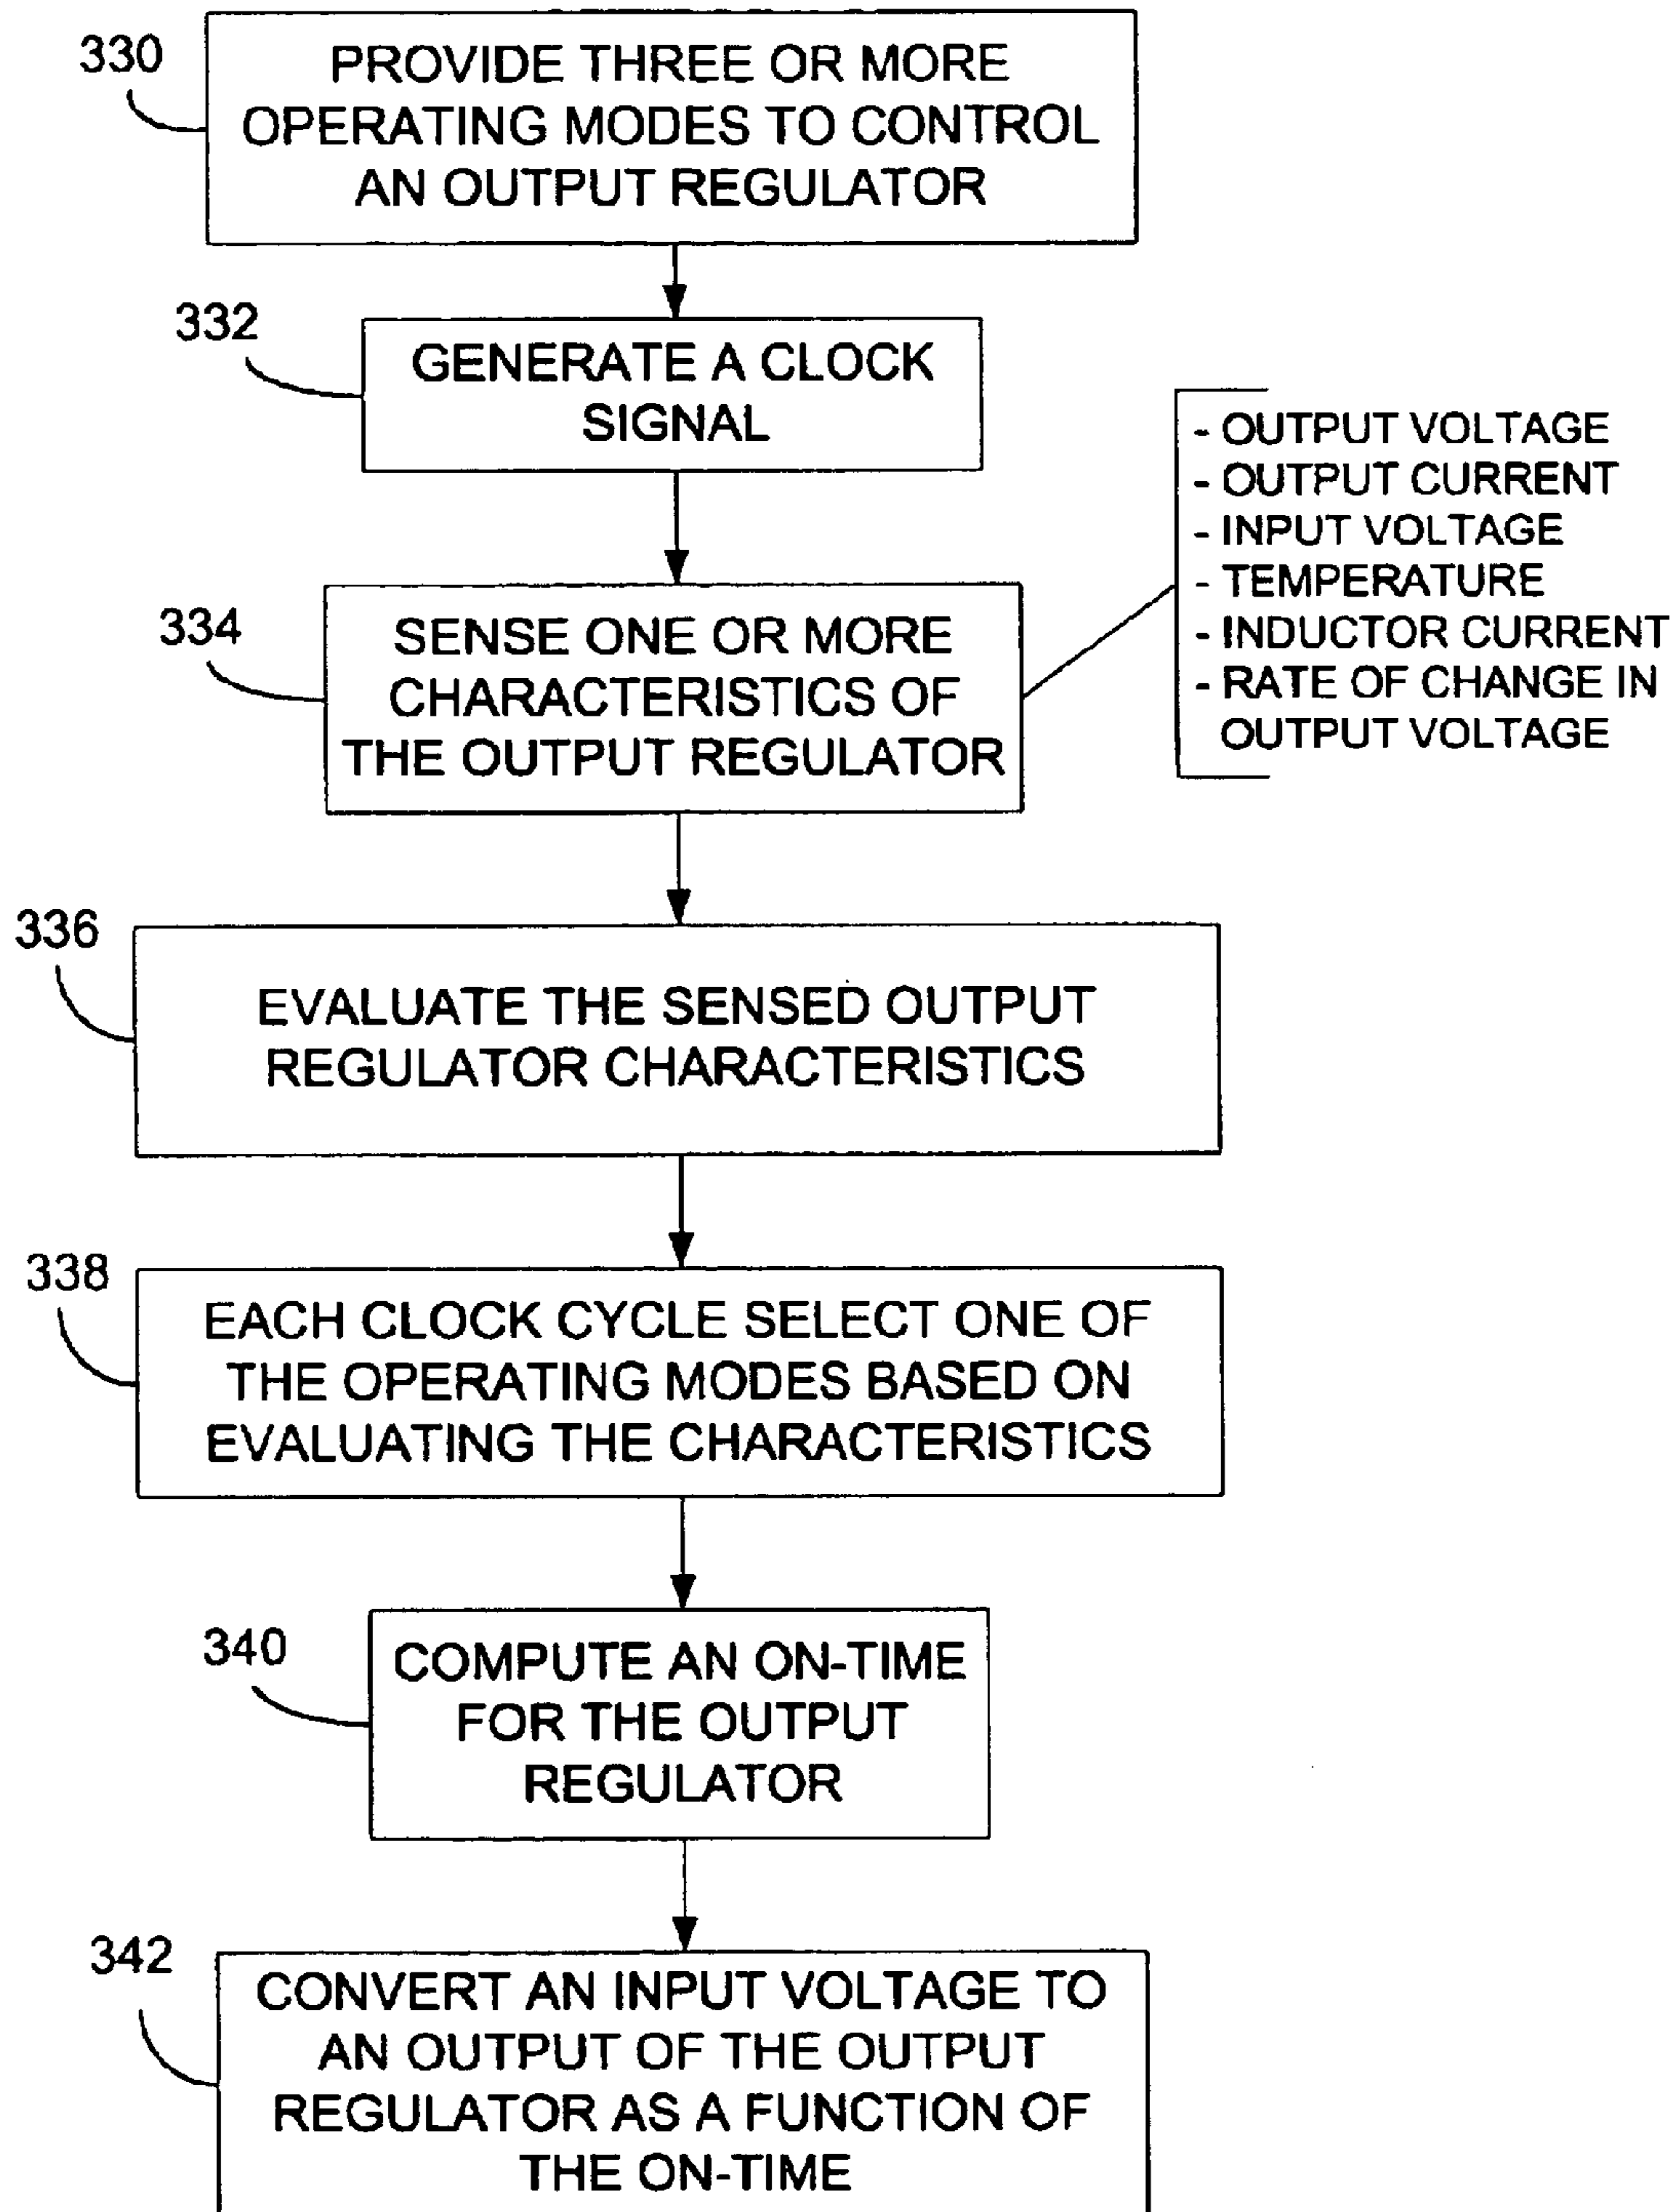 330
PROVIDE THREE OR MORE
OPERATING MODES TO CONTROL
AN OUTPUT REGULATOR
332
GENERATE A CLOCK
SIGNAL
334
SENSE ONE OR MORE
CHARACTERISTICS OF
THE OUTPUT REGULATOR
- OUTPUT VOLTAGE
- OUTPUT CURRENT
- INPUT VOLTAGE
- TEMPERATURE
- INDUCTOR CURRENT
- RATE OF CHANGE IN
OUTPUT VOLTAGE
336
EVALUATE THE SENSED OUTPUT
REGULATOR CHARACTERISTICS
338
EACH CLOCK CYCLE SELECT ONE OF
THE OPERATING MODES BASED ON
EVALUATING THE CHARACTERISTICS
340
COMPUTE AN ON-TIME
FOR THE OUTPUT
REGULATOR
342
CONVERT AN INPUT VOLTAGE TO
AN OUTPUT OF THE OUTPUT
REGULATOR AS A FUNCTION OF
THE ON-TIME